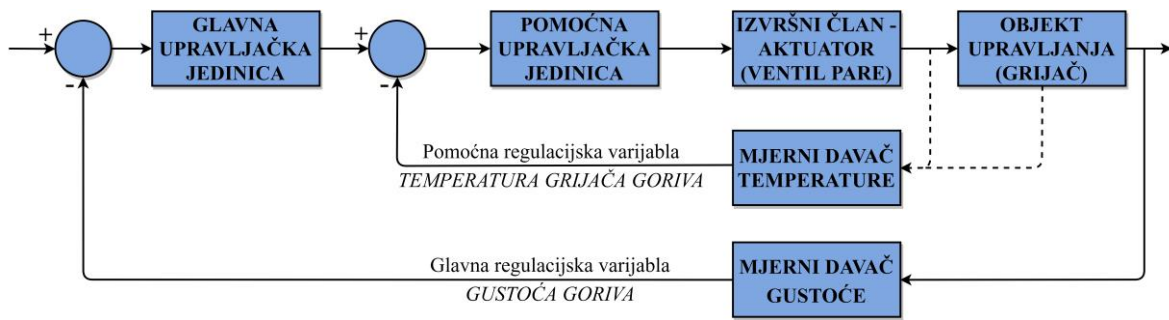 +
GLAVNA
UPRAVLJAČKA
JEDINICA
-
+
POMOĆNA
UPRAVLJAČKA
JEDINICA
-
IZVRŠNI ČLAN -
AKTUATOR
(VENTIL PARE)
OBJEKT
UPRAVLJANJA
(GRIJAČ)
Pomoćna regulacijska varijabla
TEMPERATURA GRIJAČA GORIVA
MJERNI DAVAČ
TEMPERATURE
Glavna regulacijska varijabla
GUSTOĆA GORIVA
MJERNI DAVAČ
GUSTOĆE